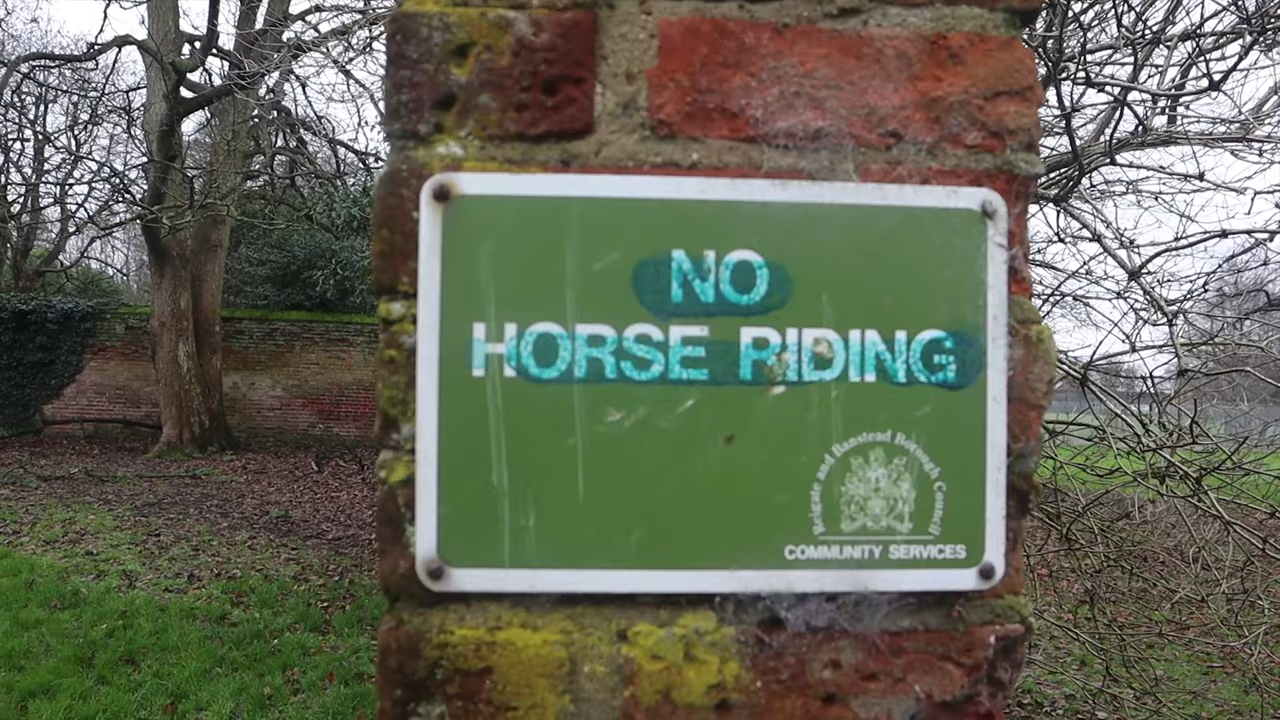 NO
HORSE RIDING
Reigate and Banstead Borough Council
COMMUNITY SERVICES